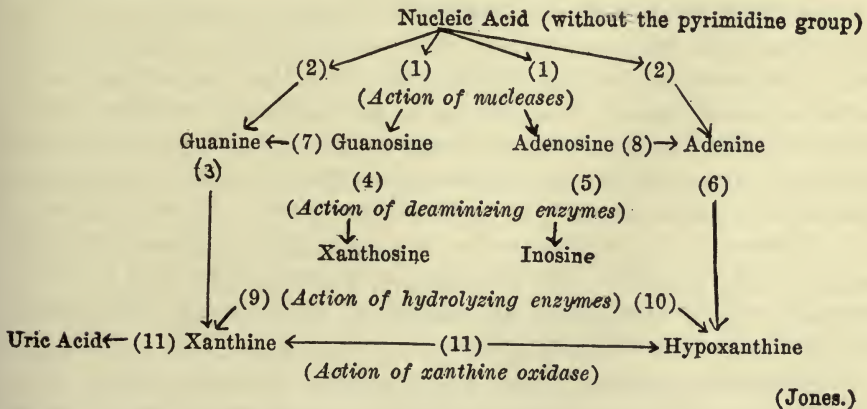 Nucleic Acid (without the pyrimidine group)
(2) (1) (1) (2)
(Action of nucleases)
Guanine ← (7) Guanosine Adenosine (8) → Adenine
(3) (4) (5) (6)
(Action of deaminizing enzymes)
Xanthosine Inosine
(9) (Action of hydrolyzing enzymes) (10)
Uric Acid ← (11) Xanthine ← (11) → Hypoxanthine
(Action of xanthine oxidase)
(Jones.)